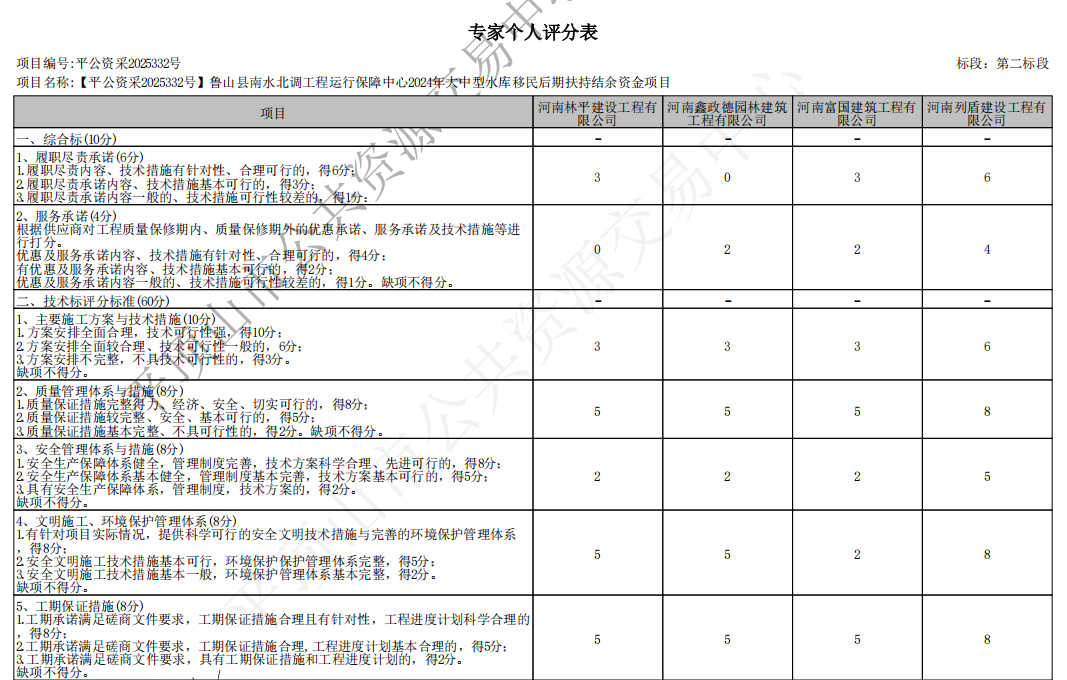 专家个人评分表
项目编号:平公资采2025332号
标段：第二标段
项目名称:【平公资采2025332号】鲁山县南水北调工程运行保障中心2024年大中型水库移民后期扶持结余资金项目
项目
河南林平建设工程有限公司
河南鑫政德园林建筑工程有限公司
河南富国建筑工程有限公司
河南列盾建设工程有限公司
一、综合标(10分)
–
–
–
–
1、履职尽责承诺(6分)
1.履职尽责内容、技术措施有针对性、合理可行的，得6分；
2.履职尽责承诺内容、技术措施基本可行的，得3分；
3.履职尽责承诺内容一般的、技术措施可行性较差的，得1分；
3
0
3
6
2、服务承诺(4分)
根据供应商对工程质量保修期内、质量保修期外的优惠承诺、服务承诺及技术措施等进
行打分。
优惠及服务承诺内容、技术措施有针对性、合理可行的，得4分；
有优惠及服务承诺内容、技术措施基本可行的，得2分；
优惠及服务承诺内容一般的、技术措施可行性较差的，得1分。缺项不得分。
0
2
2
4
二、技术标评分标准(60分)
–
–
–
–
1、主要施工方案与技术措施(10分)
1.方案安排全面合理，技术可行性强，得10分；
2.方案安排全面较合理、技术可行性一般的，6分；
3.方案安排不完整，不具技术可行性的，得3分。
缺项不得分。
3
3
3
6
2、质量管理体系与措施(8分)
1.质量保证措施完整得力、经济、安全、切实可行的，得8分；
2.质量保证措施较完整、安全、基本可行的，得5分；
3.质量保证措施基本完整、不具可行性的，得2分。缺项不得分。
5
5
5
8
3、安全管理体系与措施(8分)
1.安全生产保障体系健全，管理制度完善，技术方案科学合理、先进可行的，得8分；
2.安全生产保障体系基本健全，管理制度基本完善，技术方案基本可行的，得5分；
3.具有安全生产保障体系，管理制度，技术方案的，得2分。
缺项不得分。
2
2
2
5
4、文明施工、环境保护管理体系(8分)
1.有针对项目实际情况，提供科学可行的安全文明技术措施与完善的环境保护管理体系
，得8分；
2.安全文明施工技术措施基本可行，环境保护保护管理体系完整，得5分；
3.安全文明施工技术措施基本一般，环境保护管理体系基本完整，得2分。
缺项不得分。
5
5
2
8
5、工期保证措施(8分)
1.工期承诺满足磋商文件要求，工期保证措施合理且有针对性，工程进度计划科学合理的
，得8分；
2.工期承诺满足磋商文件要求，工期保证措施合理,工程进度计划基本合理的，得5分；
3.工期承诺满足磋商文件要求，具有工期保证措施和工程进度计划的，得2分。
缺项不得分。
5
5
5
8
平顶山市公共资源交易中心
平顶山市公共资源交易中心